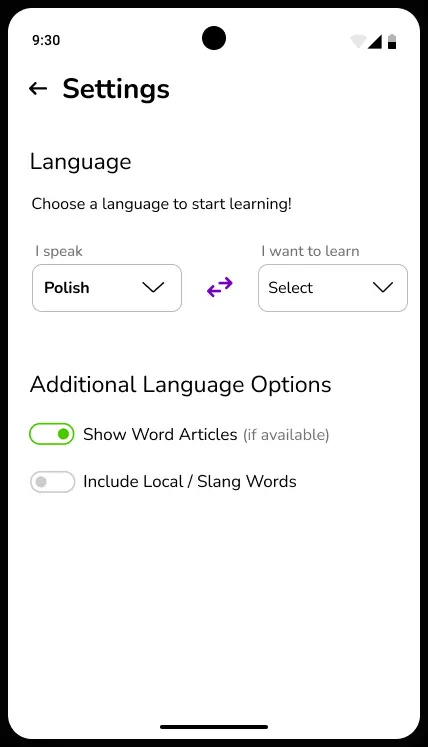 9:30
Settings
Language
Choose a language to start learning!
I speak
I want to learn
Polish
Select
Additional Language Options
Show Word Articles (if available)
Include Local / Slang Words